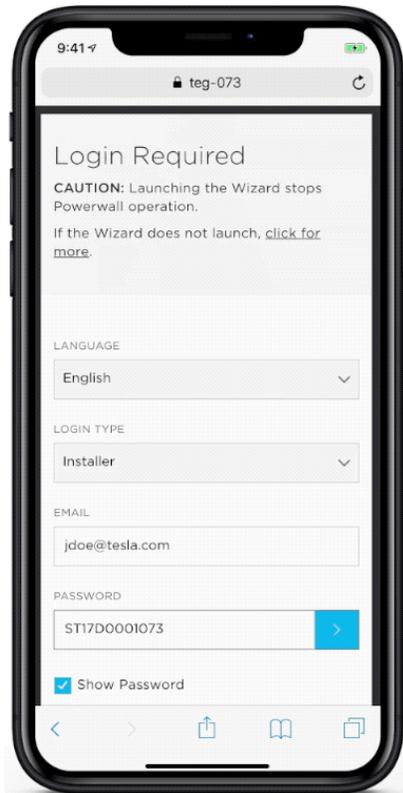 9:41
teg-073
Login Required
CAUTION: Launching the Wizard stops
Powerwall operation.
If the Wizard does not launch, click for
more.
LANGUAGE
English
LOGIN TYPE
Installer
EMAIL
jdoe@tesla.com
PASSWORD
ST17D0001073
Show Password